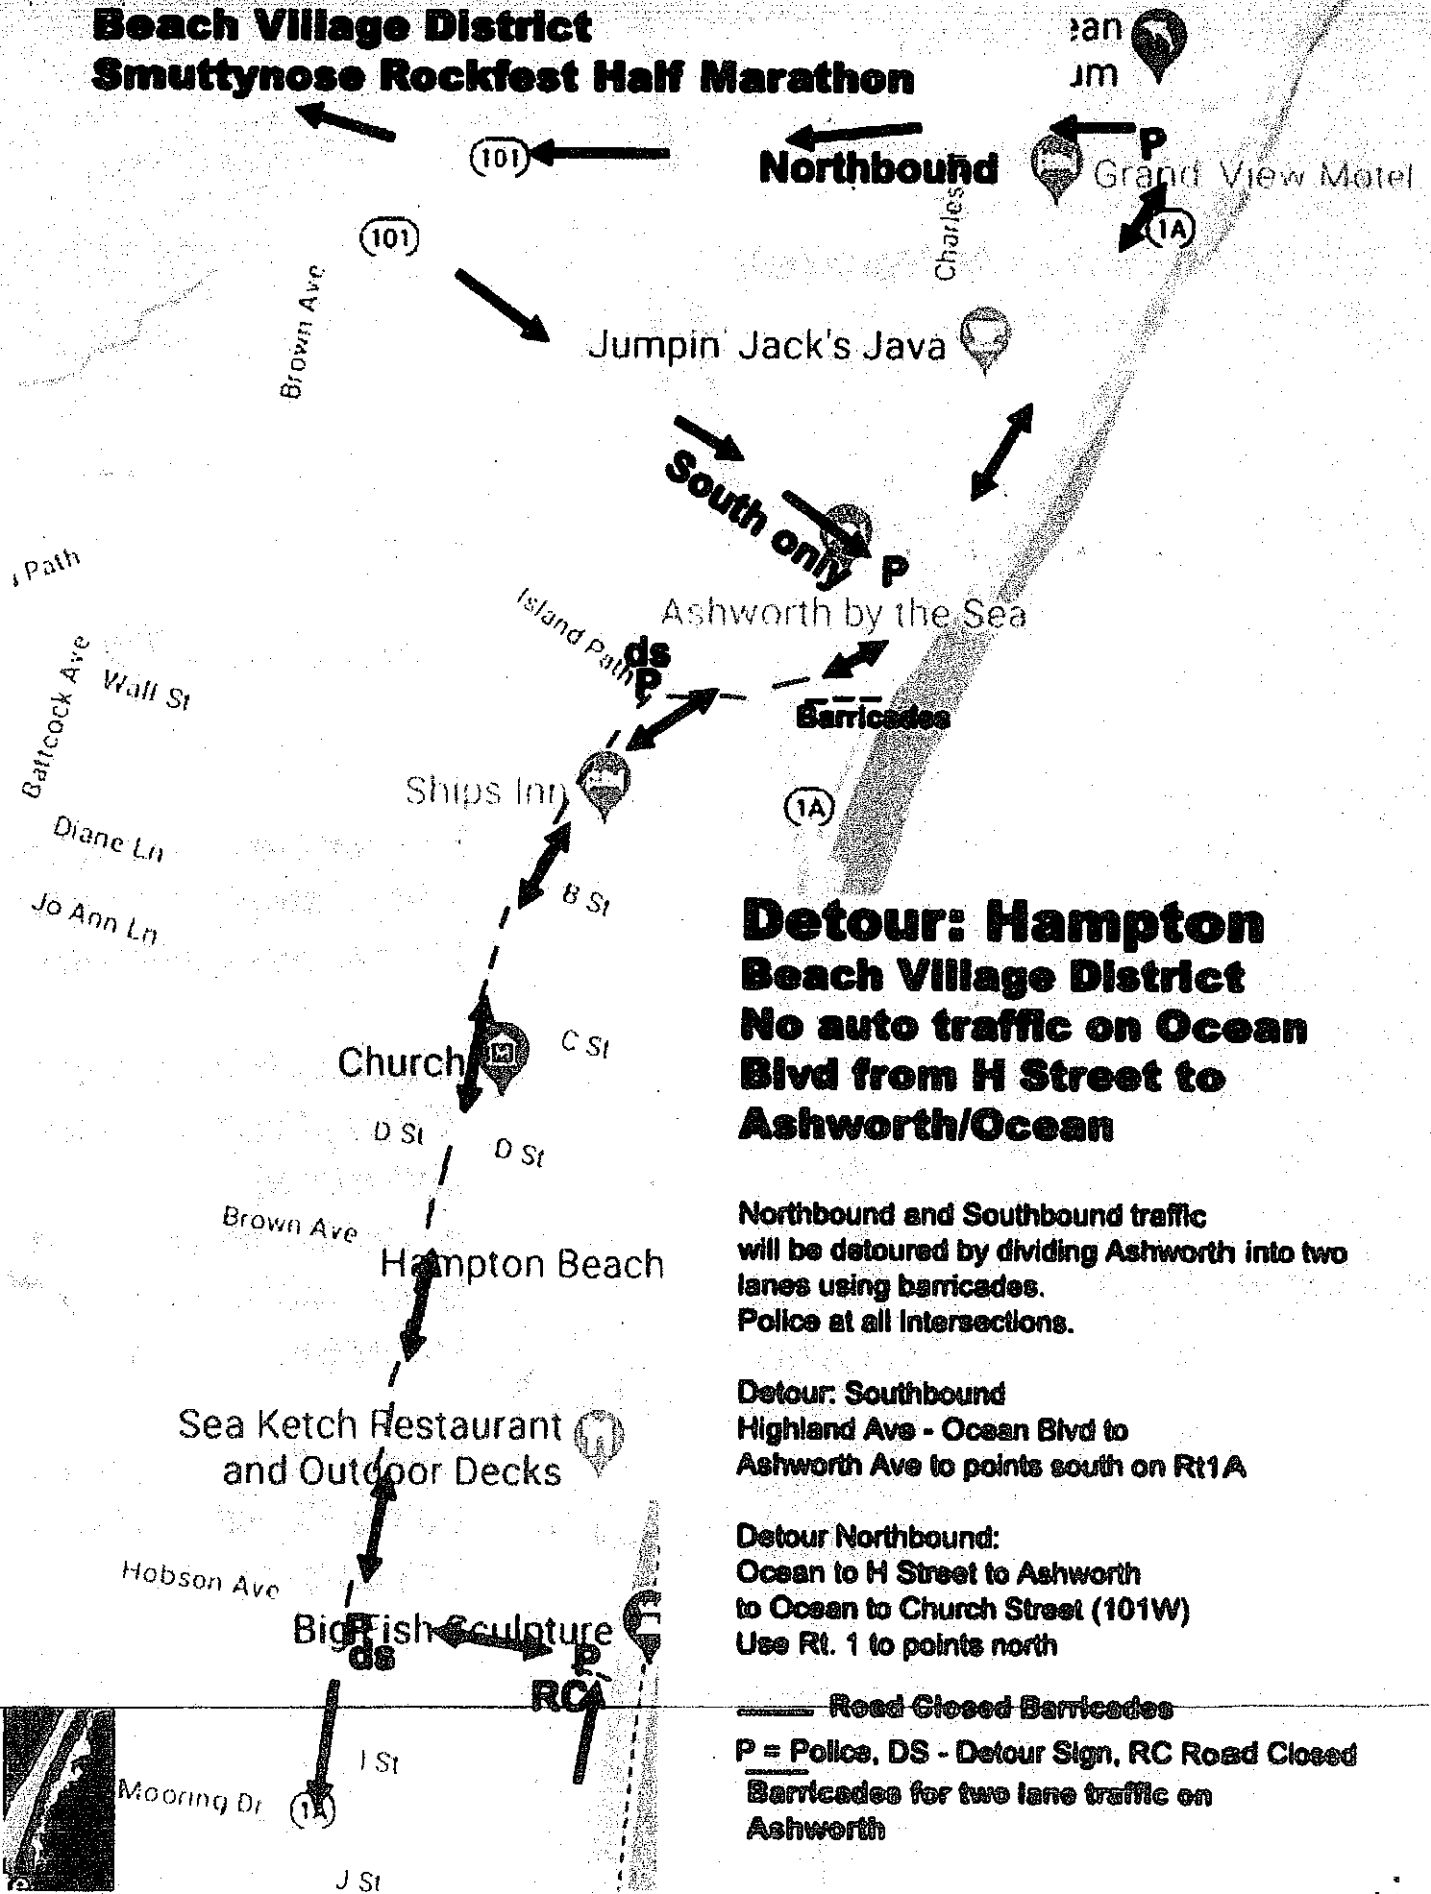 Beach Village District
Smuttynose Rockfest Half Marathon
101
Northbound
P
Grand View Motel
1A
101
Charles
Brown Ave
Jumpin' Jack's Java
South only
P
Path
Island Path
Ashworth by the Sea
ds
P
Battcock Ave
Wall St
Barricades
Ships Inn
1A
Diane Ln
B St
Jo Ann Ln
Detour: Hampton
Beach Village District
No auto traffic on Ocean
Blvd from H Street to
Ashworth/Ocean
Church
C St
D St
D St
Brown Ave
Hampton Beach
Northbound and Southbound traffic
will be detoured by dividing Ashworth into two
lanes using barricades.
Police at all intersections.
Detour: Southbound
Highland Ave - Ocean Blvd to
Ashworth Ave to points south on Rt1A
Sea Ketch Restaurant
and Outdoor Decks
Detour Northbound:
Ocean to H Street to Ashworth
to Ocean to Church Street (101W)
Use Rt. 1 to points north
Hobson Ave
Big Fish Sculpture
P
ds
P
RC
Road Closed Barricades
P = Police, DS - Detour Sign, RC Road Closed
Barricades for two lane traffic on
Ashworth
I St
Mooring Dr
1A
J St